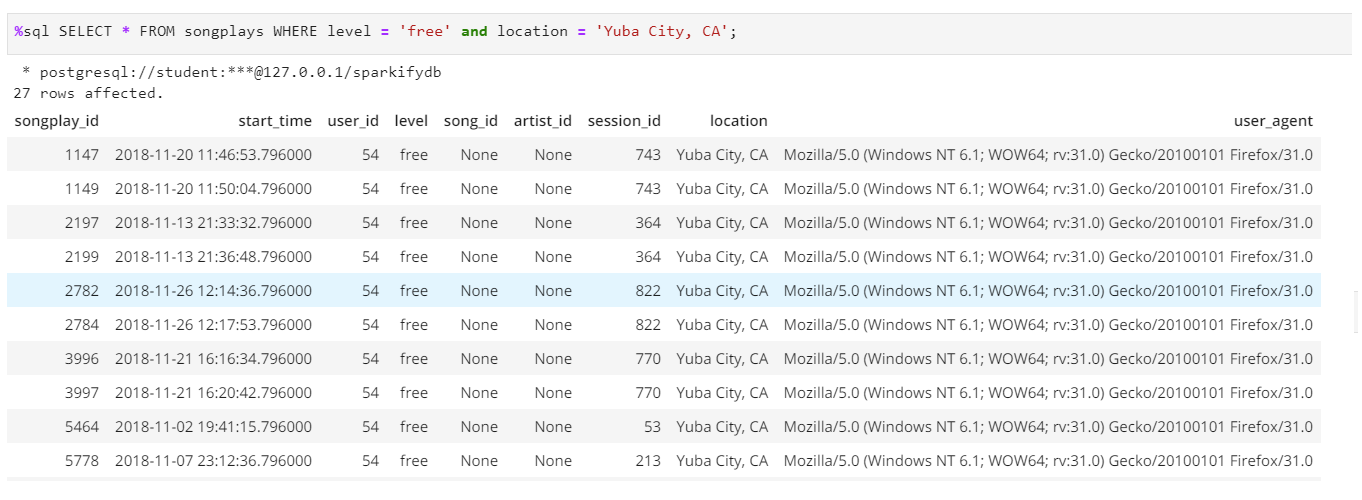 %sql SELECT * FROM songplays WHERE level = 'free' and location = 'Yuba City, CA';
* postgresql://student:***@127.0.0.1/sparkifydb
27 rows affected.
songplay_id start_time user_id level song_id artist_id session_id location user_agent
1147 2018-11-20 11:46:53.796000 54 free None None 743 Yuba City, CA Mozilla/5.0 (Windows NT 6.1; WOW64; rv:31.0) Gecko/20100101 Firefox/31.0
1149 2018-11-20 11:50:04.796000 54 free None None 743 Yuba City, CA Mozilla/5.0 (Windows NT 6.1; WOW64; rv:31.0) Gecko/20100101 Firefox/31.0
2197 2018-11-13 21:33:32.796000 54 free None None 364 Yuba City, CA Mozilla/5.0 (Windows NT 6.1; WOW64; rv:31.0) Gecko/20100101 Firefox/31.0
2199 2018-11-13 21:36:48.796000 54 free None None 364 Yuba City, CA Mozilla/5.0 (Windows NT 6.1; WOW64; rv:31.0) Gecko/20100101 Firefox/31.0
2782 2018-11-26 12:14:36.796000 54 free None None 822 Yuba City, CA Mozilla/5.0 (Windows NT 6.1; WOW64; rv:31.0) Gecko/20100101 Firefox/31.0
2784 2018-11-26 12:17:53.796000 54 free None None 822 Yuba City, CA Mozilla/5.0 (Windows NT 6.1; WOW64; rv:31.0) Gecko/20100101 Firefox/31.0
3996 2018-11-21 16:16:34.796000 54 free None None 770 Yuba City, CA Mozilla/5.0 (Windows NT 6.1; WOW64; rv:31.0) Gecko/20100101 Firefox/31.0
3997 2018-11-21 16:20:42.796000 54 free None None 770 Yuba City, CA Mozilla/5.0 (Windows NT 6.1; WOW64; rv:31.0) Gecko/20100101 Firefox/31.0
5464 2018-11-02 19:41:15.796000 54 free None None 53 Yuba City, CA Mozilla/5.0 (Windows NT 6.1; WOW64; rv:31.0) Gecko/20100101 Firefox/31.0
5778 2018-11-07 23:12:36.796000 54 free None None 213 Yuba City, CA Mozilla/5.0 (Windows NT 6.1; WOW64; rv:31.0) Gecko/20100101 Firefox/31.0